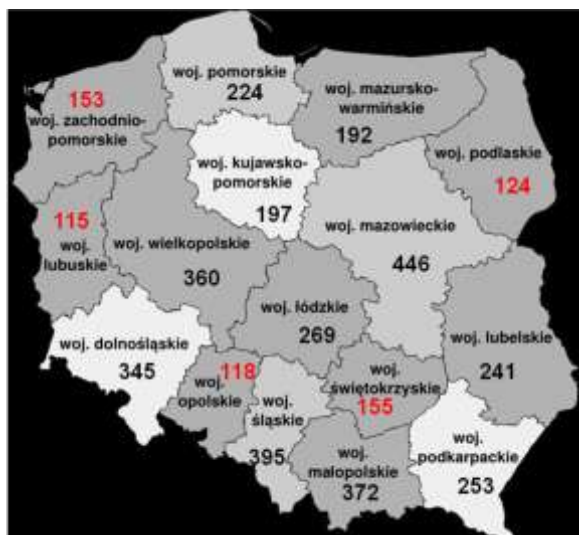 woj. pomorskie
224
153
woj. zachodnio-
pomorskie
woj. mazursko-
warmińskie
192
woj. podlaskie
124
woj. kujawsko-
pomorskie
197
115
woj.
lubuskie
woj. wielkopolskie
360
woj. mazowieckie
446
woj. łódzkie
269
woj. dolnośląskie
345
woj. lubelskie
241
118
woj.
opolskie
woj.
śląskie
395
woj.
świętokrzyskie
155
woj.
małopolskie
372
woj.
podkarpackie
253